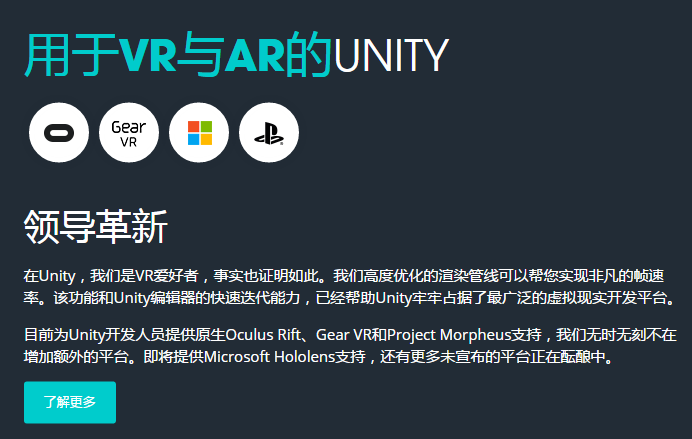 用于VR与AR的UNITY
Gear
VR
领导革新
在Unity，我们是VR爱好者，事实也证明如此。我们高度优化的渲染管线可以帮您实现非凡的帧速
率。该功能和Unity编辑器的快速迭代能力，已经帮助Unity牢牢占据了最广泛的虚拟现实开发平台。
目前为Unity开发人员提供原生Oculus Rift、Gear VR和Project Morpheus支持，我们无时无刻不在
增加额外的平台。即将提供Microsoft Hololens支持，还有更多未宣布的平台正在酝酿中。
了解更多